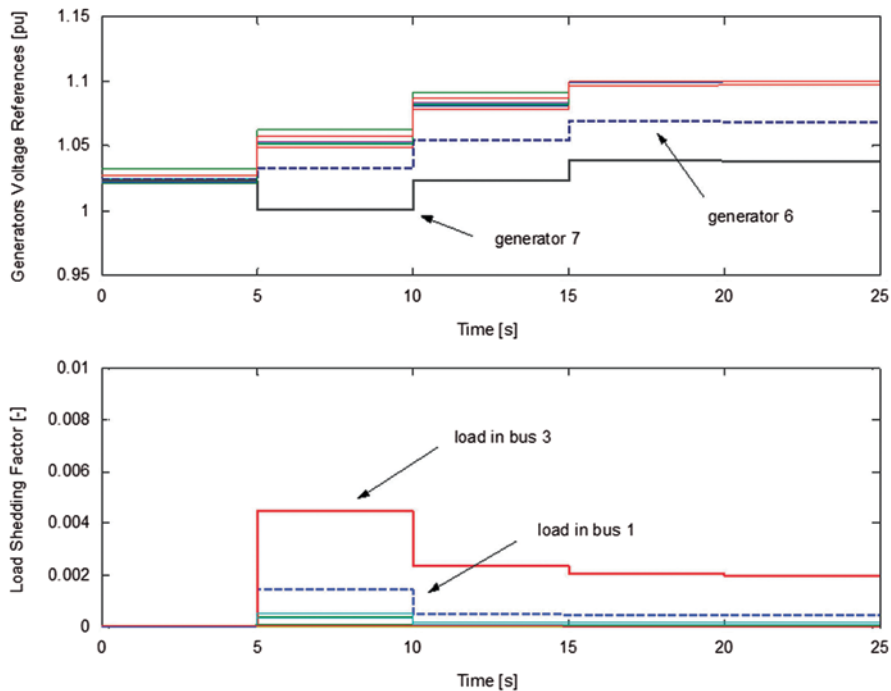 Generators Voltage References [pu]
1.15
1.1
1.05
1
0.95
generator 6
generator 7
0
5
10
15
20
25
Time [s]
Load Shedding Factor [-]
0.01
0.008
0.006
0.004
0.002
0
load in bus 3
load in bus 1
0
5
10
15
20
25
Time [s]